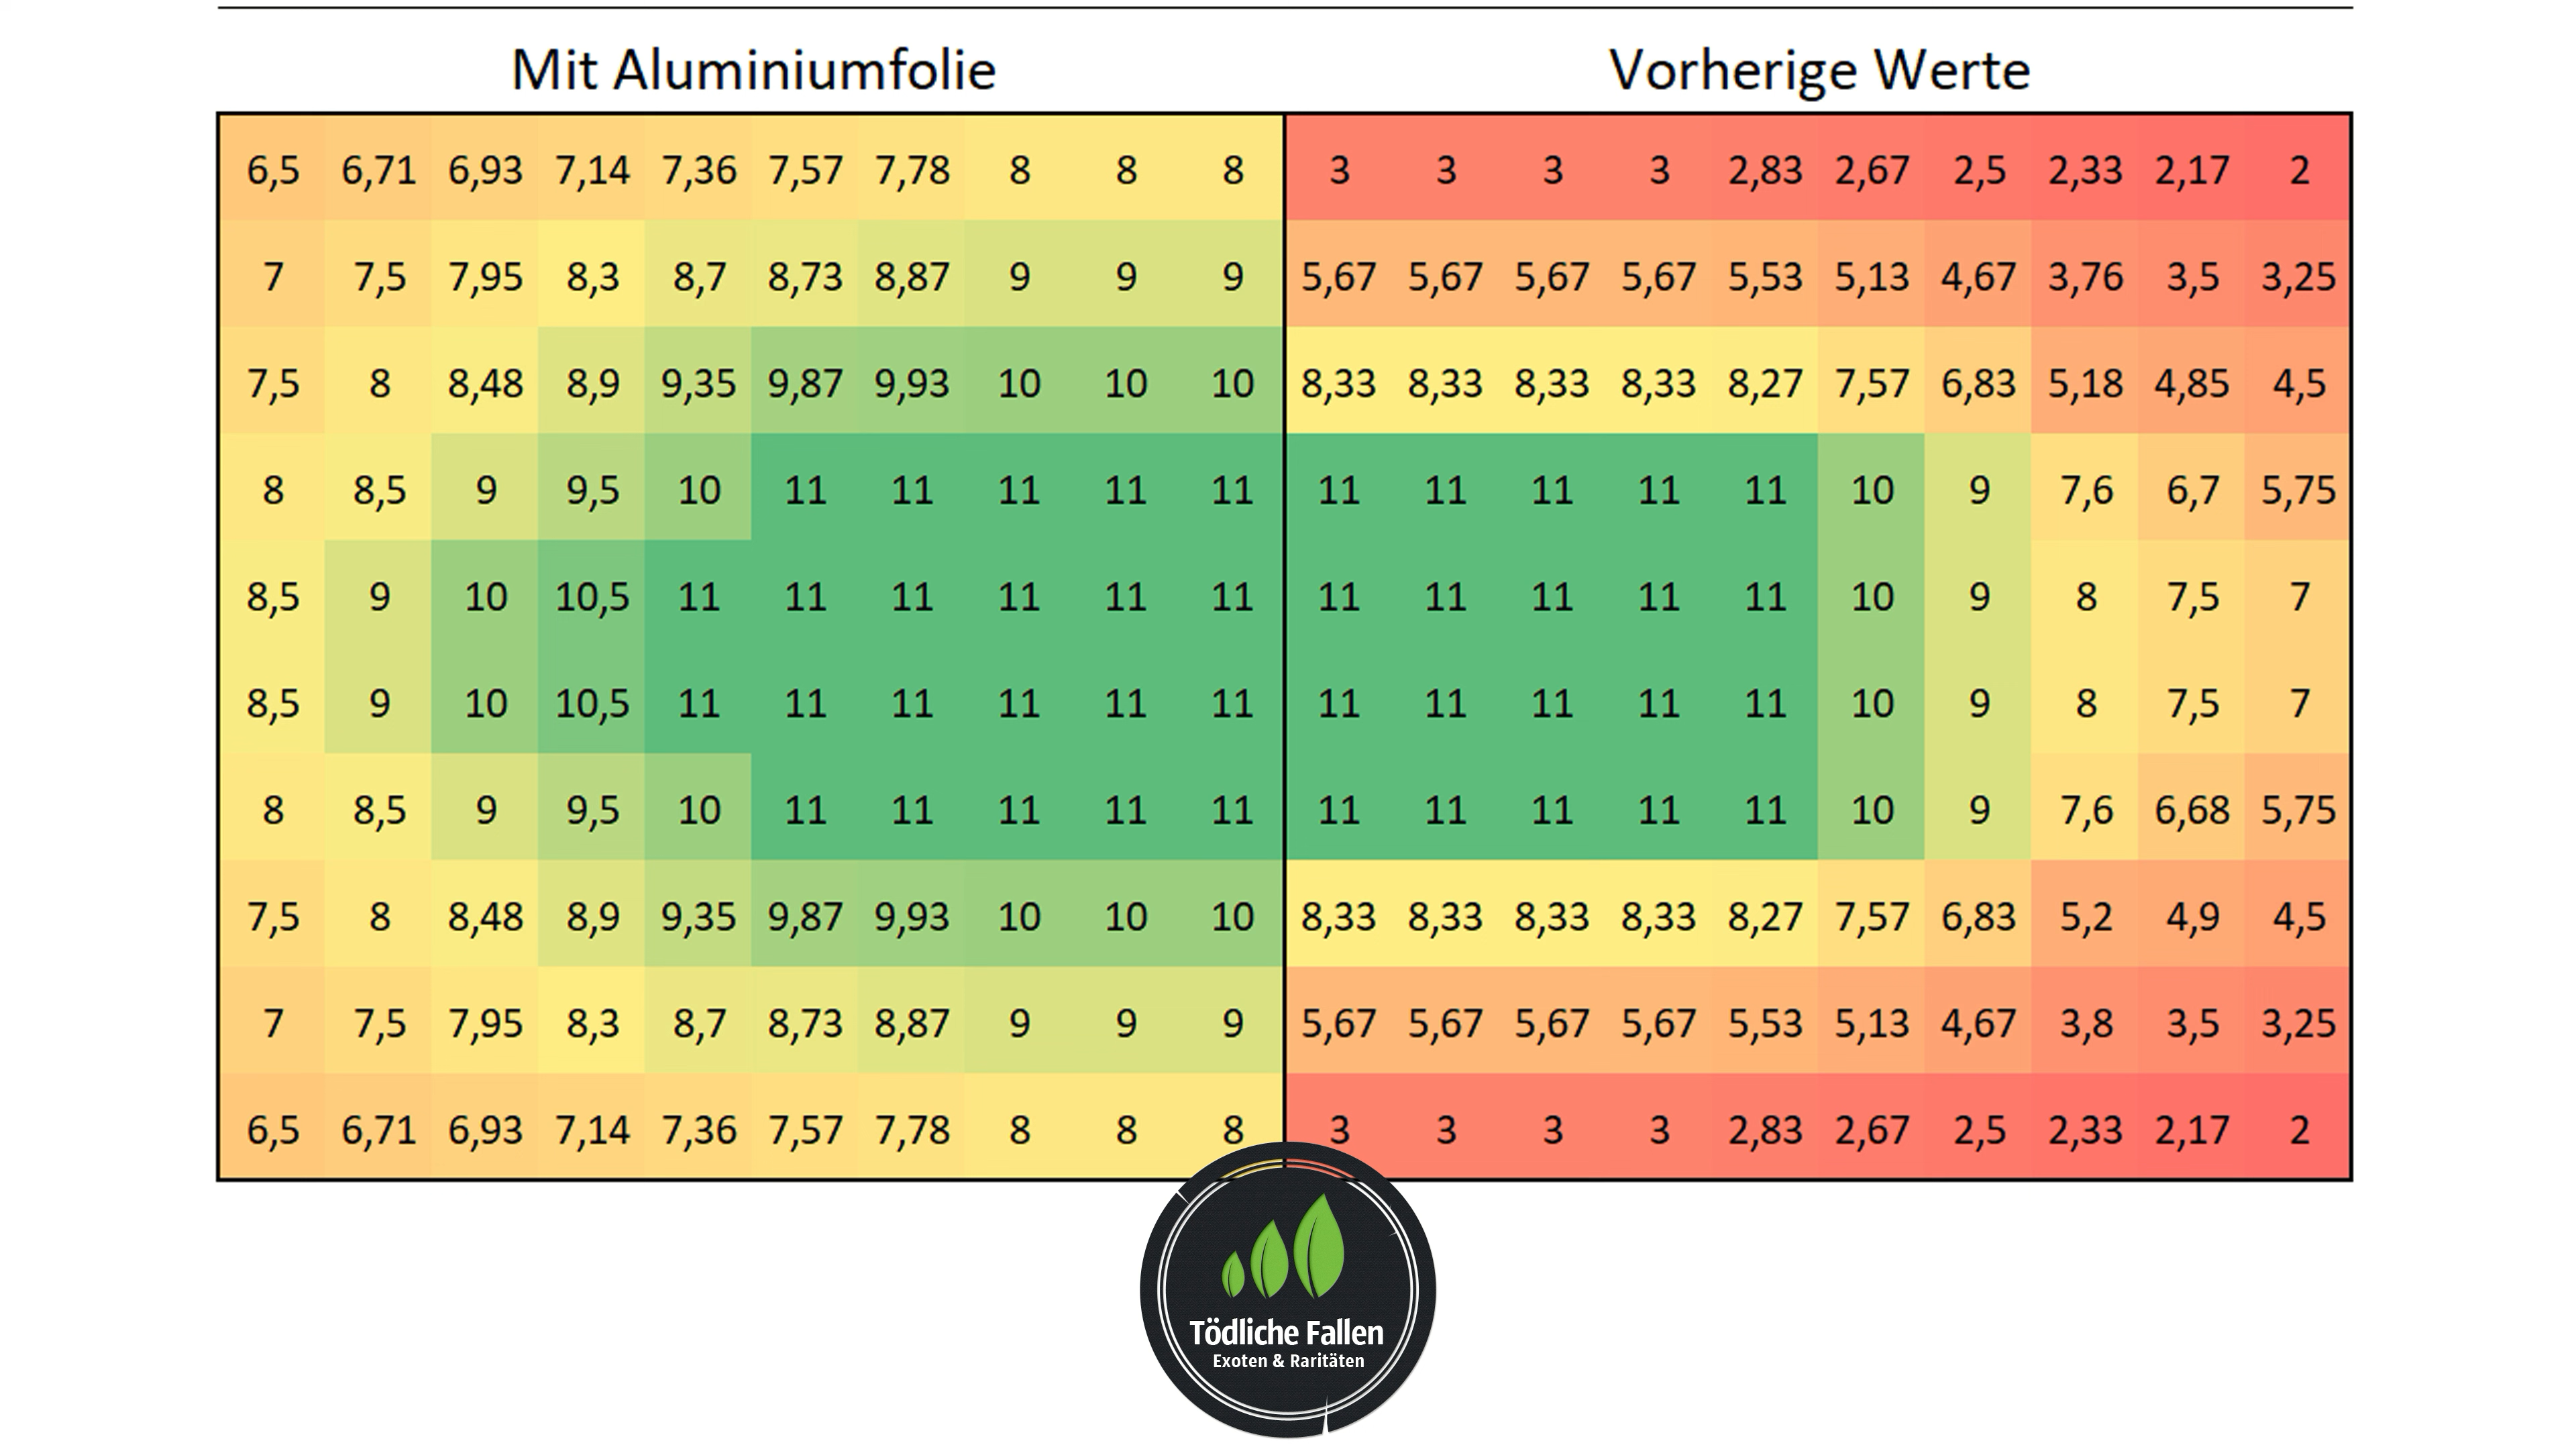 Mit Aluminiumfolie Vorherige Werte
6,5 6,71 6,93 7,14 7,36 7,57 7,78 8 8 8 3 3 3 3 2,83 2,67 2,5 2,33 2,17 2
7 7,5 7,95 8,3 8,7 8,73 8,87 9 9 9 5,67 5,67 5,67 5,67 5,53 5,13 4,67 3,76 3,5 3,25
7,5 8 8,48 8,9 9,35 9,87 9,93 10 10 10 8,33 8,33 8,33 8,33 8,27 7,57 6,83 5,18 4,85 4,5
8 8,5 9 9,5 10 11 11 11 11 11 11 11 11 11 11 10 9 7,6 6,7 5,75
8,5 9 10 10,5 11 11 11 11 11 11 11 11 11 11 11 10 9 8 7,5 7
8,5 9 10 10,5 11 11 11 11 11 11 11 11 11 11 11 10 9 8 7,5 7
8 8,5 9 9,5 10 11 11 11 11 11 11 11 11 11 11 10 9 7,6 6,68 5,75
7,5 8 8,48 8,9 9,35 9,87 9,93 10 10 10 8,33 8,33 8,33 8,33 8,27 7,57 6,83 5,2 4,9 4,5
7 7,5 7,95 8,3 8,7 8,73 8,87 9 9 9 5,67 5,67 5,67 5,67 5,53 5,13 4,67 3,8 3,5 3,25
6,5 6,71 6,93 7,14 7,36 7,57 7,78 8 8 8 3 3 3 3 2,83 2,67 2,5 2,33 2,17 2
Tödliche Fallen
Exoten & Raritäten